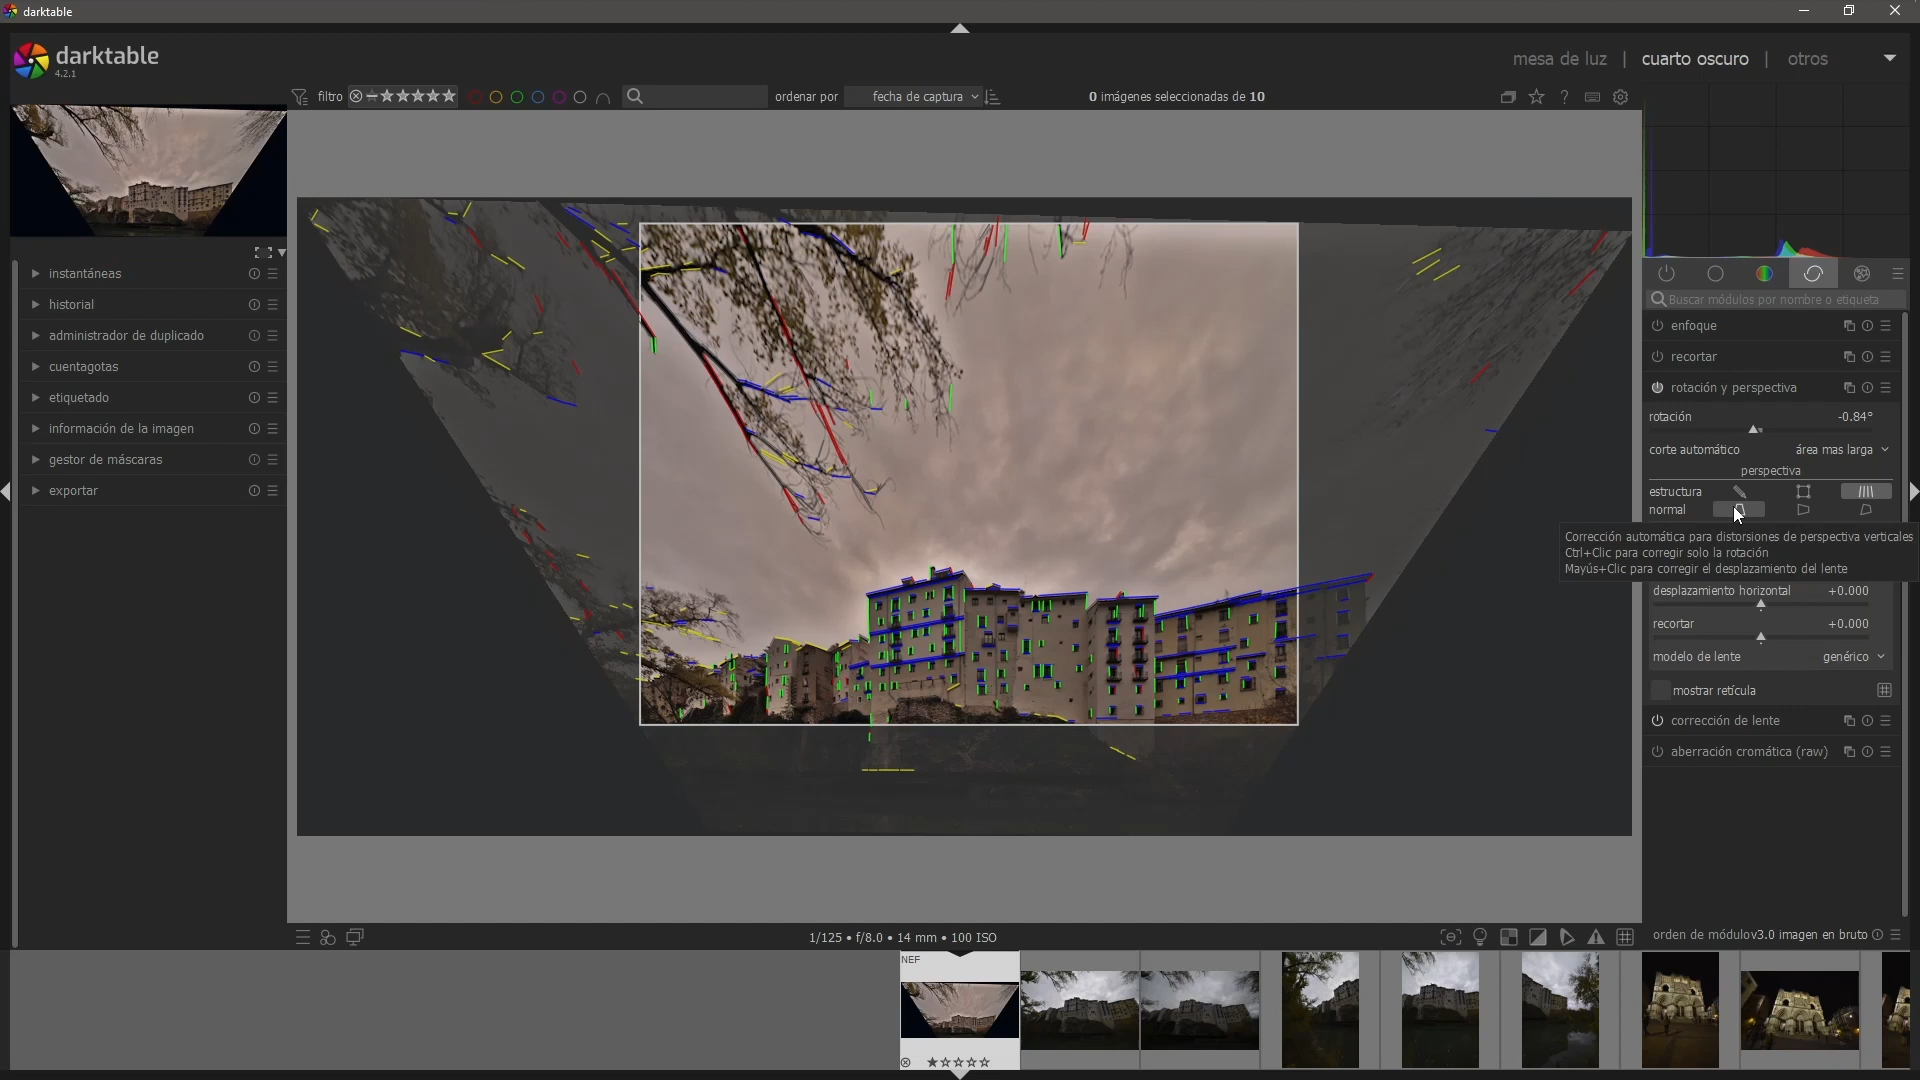 darktable
darktable
4.2.1
mesa de luz | cuarto oscuro | otros
filtro
ordenar por
fecha de captura
0 imágenes seleccionadas de 10
instantáneas
historial
administrador de duplicado
cuentagotas
etiquetado
información de la imagen
gestor de máscaras
exportar
Buscar módulos por nombre o etiqueta
enfoque
recortar
rotación y perspectiva
rotación -0.84°
corte automático área mas larga
perspectiva
estructura
normal
Corrección automática para distorsiones de perspectiva verticales
Ctrl+Clic para corregir solo la rotación
Mayús+Clic para corregir el desplazamiento del lente
desplazamiento horizontal +0.000
recortar +0.000
modelo de lente genérico
mostrar retícula
corrección de lente
aberración cromática (raw)
1/125 • f/8.0 • 14 mm • 100 ISO
orden de módulov3.0 imagen en bruto
NEF